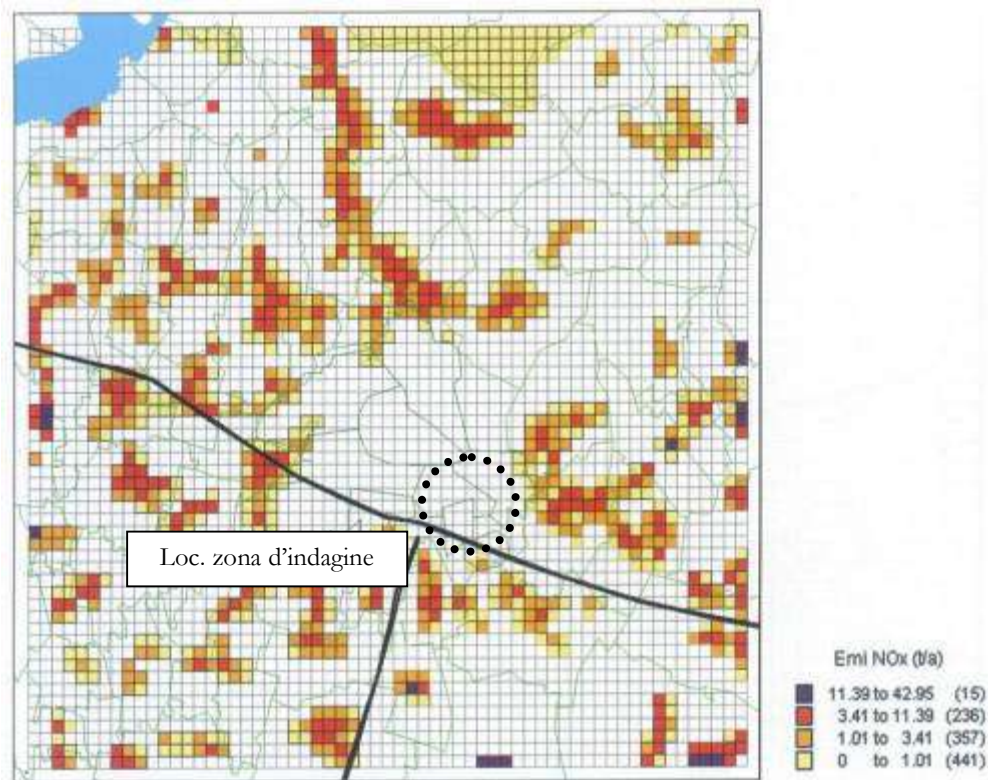 Loc. zona d'indagine
Emi NOx (t/a)
11.39 to 42.95 (15)
3.41 to 11.39 (236)
1.01 to 3.41 (357)
0 to 1.01 (441)